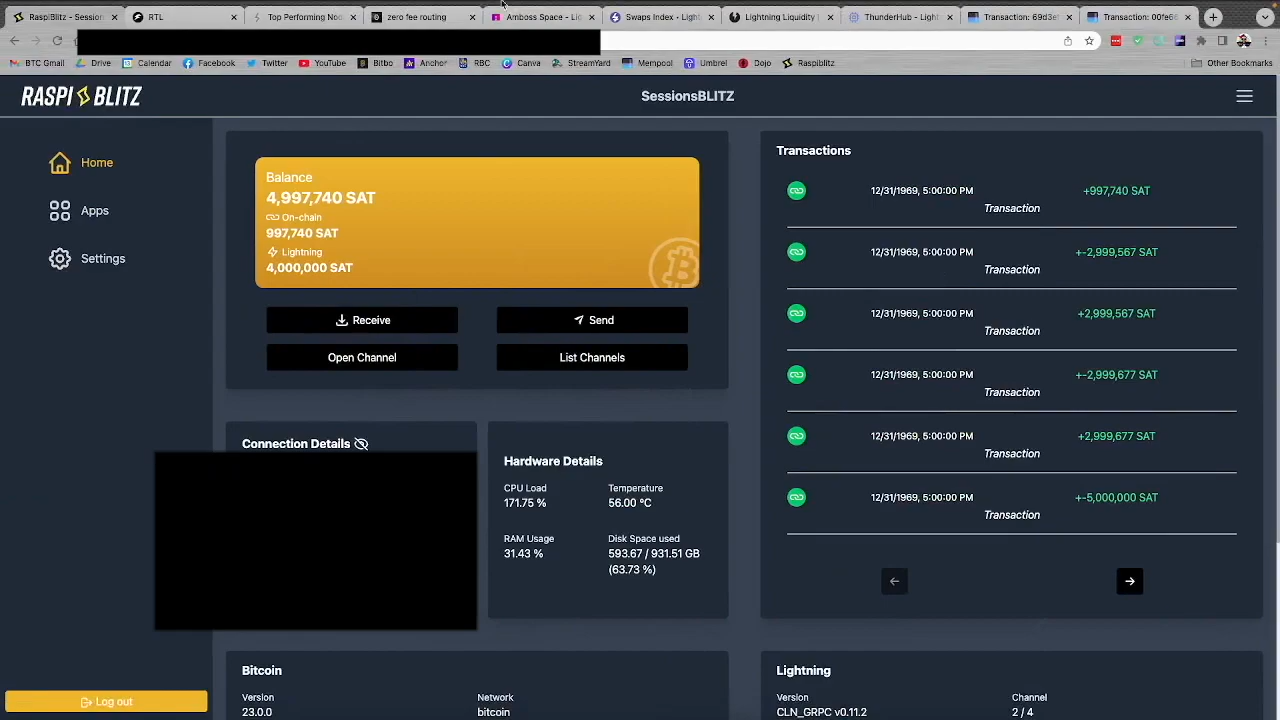 RaspiBlitz - Session
RTL
Top Performing Nod
zero fee routing
Amboss Space - Lig
Swaps Index - Lightn
Lightning Liquidity
ThunderHub - Lightn
Transaction: 69d3ef
Transaction: 00fe66
BTC Gmail
Drive
Calendar
Facebook
Twitter
YouTube
Bitbo
Anchor
RBC
Canva
StreamYard
Mempool
Umbrel
Dojo
Raspiblitz
Other Bookmarks
RASPI BLITZ
SessionsBLITZ
Home
Apps
Settings
Log out
Balance
4,997,740 SAT
On-chain
997,740 SAT
Lightning
4,000,000 SAT
Receive
Send
Open Channel
List Channels
Connection Details
Hardware Details
CPU Load
Temperature
171.75 %
56.00 °C
RAM Usage
Disk Space used
31.43 %
593.67 / 931.51 GB
(63.73 %)
Transactions
12/31/1969, 5:00:00 PM +997,740 SAT
Transaction
12/31/1969, 5:00:00 PM +-2,999,567 SAT
Transaction
12/31/1969, 5:00:00 PM +2,999,567 SAT
Transaction
12/31/1969, 5:00:00 PM +-2,999,677 SAT
Transaction
12/31/1969, 5:00:00 PM +2,999,677 SAT
Transaction
12/31/1969, 5:00:00 PM +-5,000,000 SAT
Transaction
Bitcoin
Version
Network
23.0.0
bitcoin
Lightning
Version
Channel
CLN_GRPC v0.11.2
2 / 4